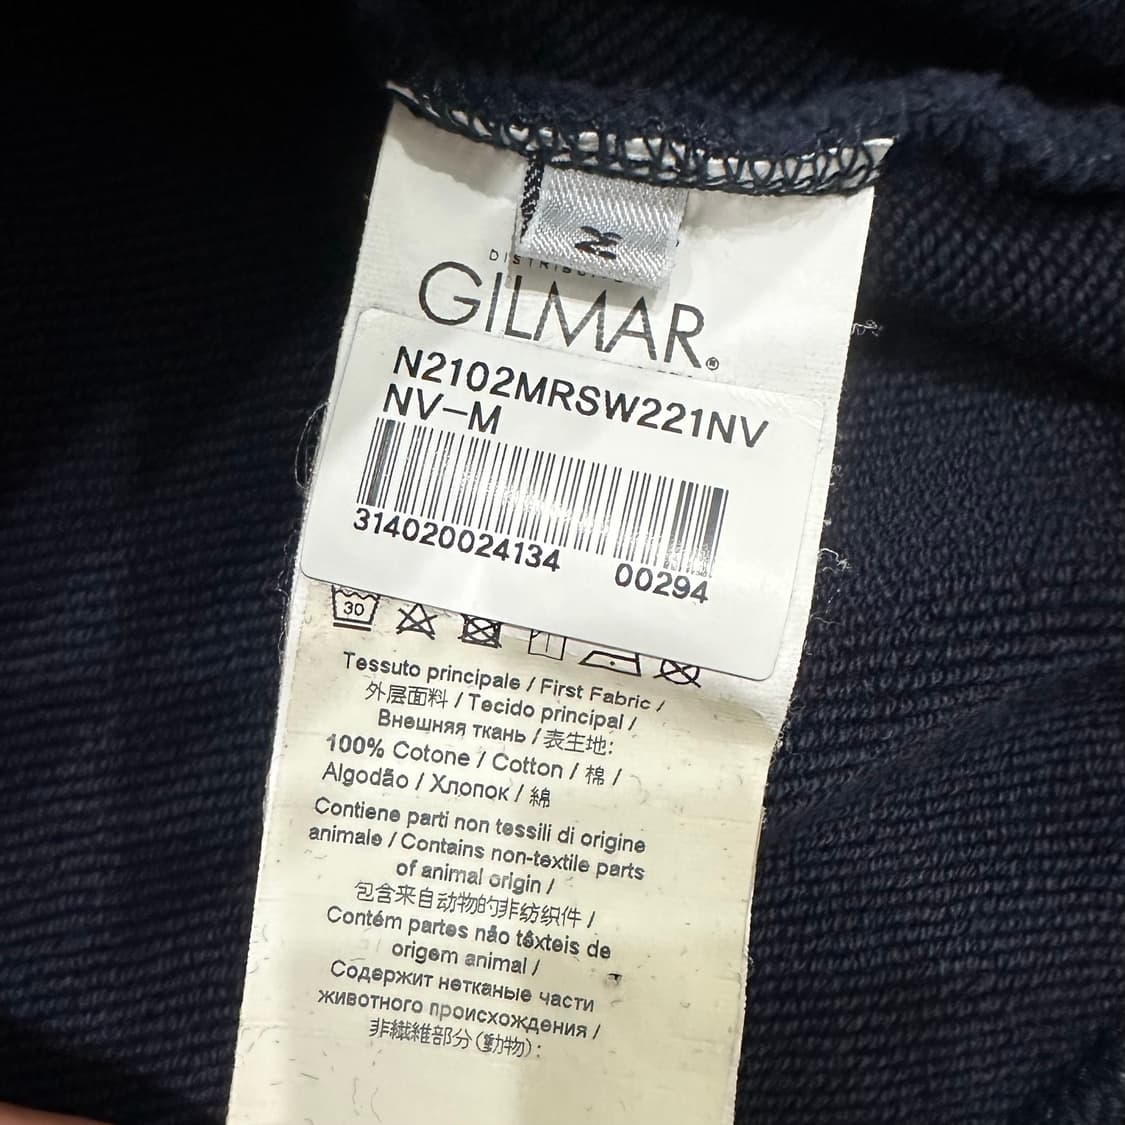 GILMAR®
N2102MRSW221NV
NV-M
314020024134 00294
30
Tessuto principale / First Fabric /
外层面料 / Tecido principal /
Внешняя ткань / 表生地:
100% Cotone / Cotton / 棉 /
Algodão / Хлопок / 綿
Contiene parti non tessili di origine
animale / Contains non-textile parts
of animal origin /
包含来自动物的非纺织件 /
Contém partes não têxteis de
origem animal /
Содержит нетканые части
животного происхождения /
非繊維部分(動物):